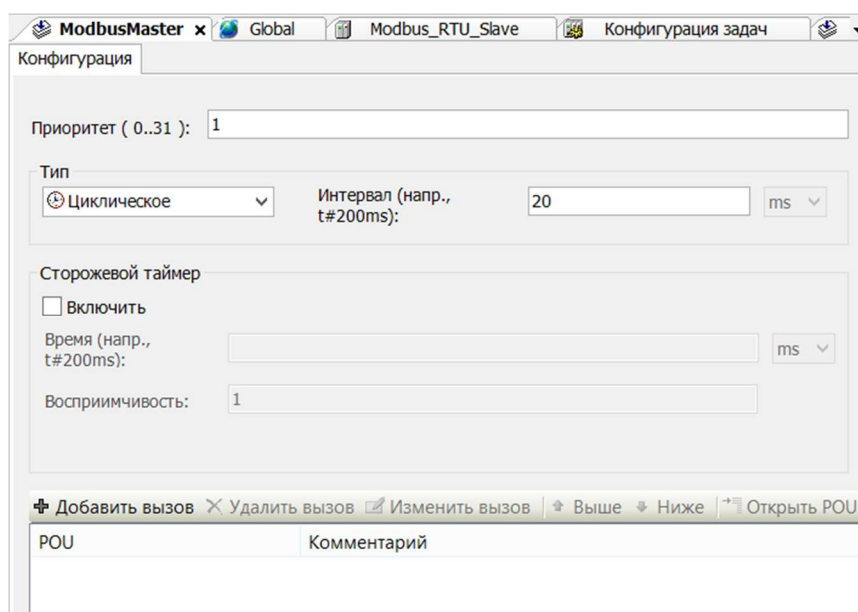 ModbusMaster x Global Modbus_RTU_Slave Конфигурация задач
Конфигурация
Приоритет ( 0..31 ): 1
Тип
Циклическое Интервал (напр., t#200ms): 20 ms
Сторожевой таймер
Включить
Время (напр., t#200ms): ms
Восприимчивость: 1
Добавить вызов Удалить вызов Изменить вызов Выше Ниже Открыть POU
POU Комментарий